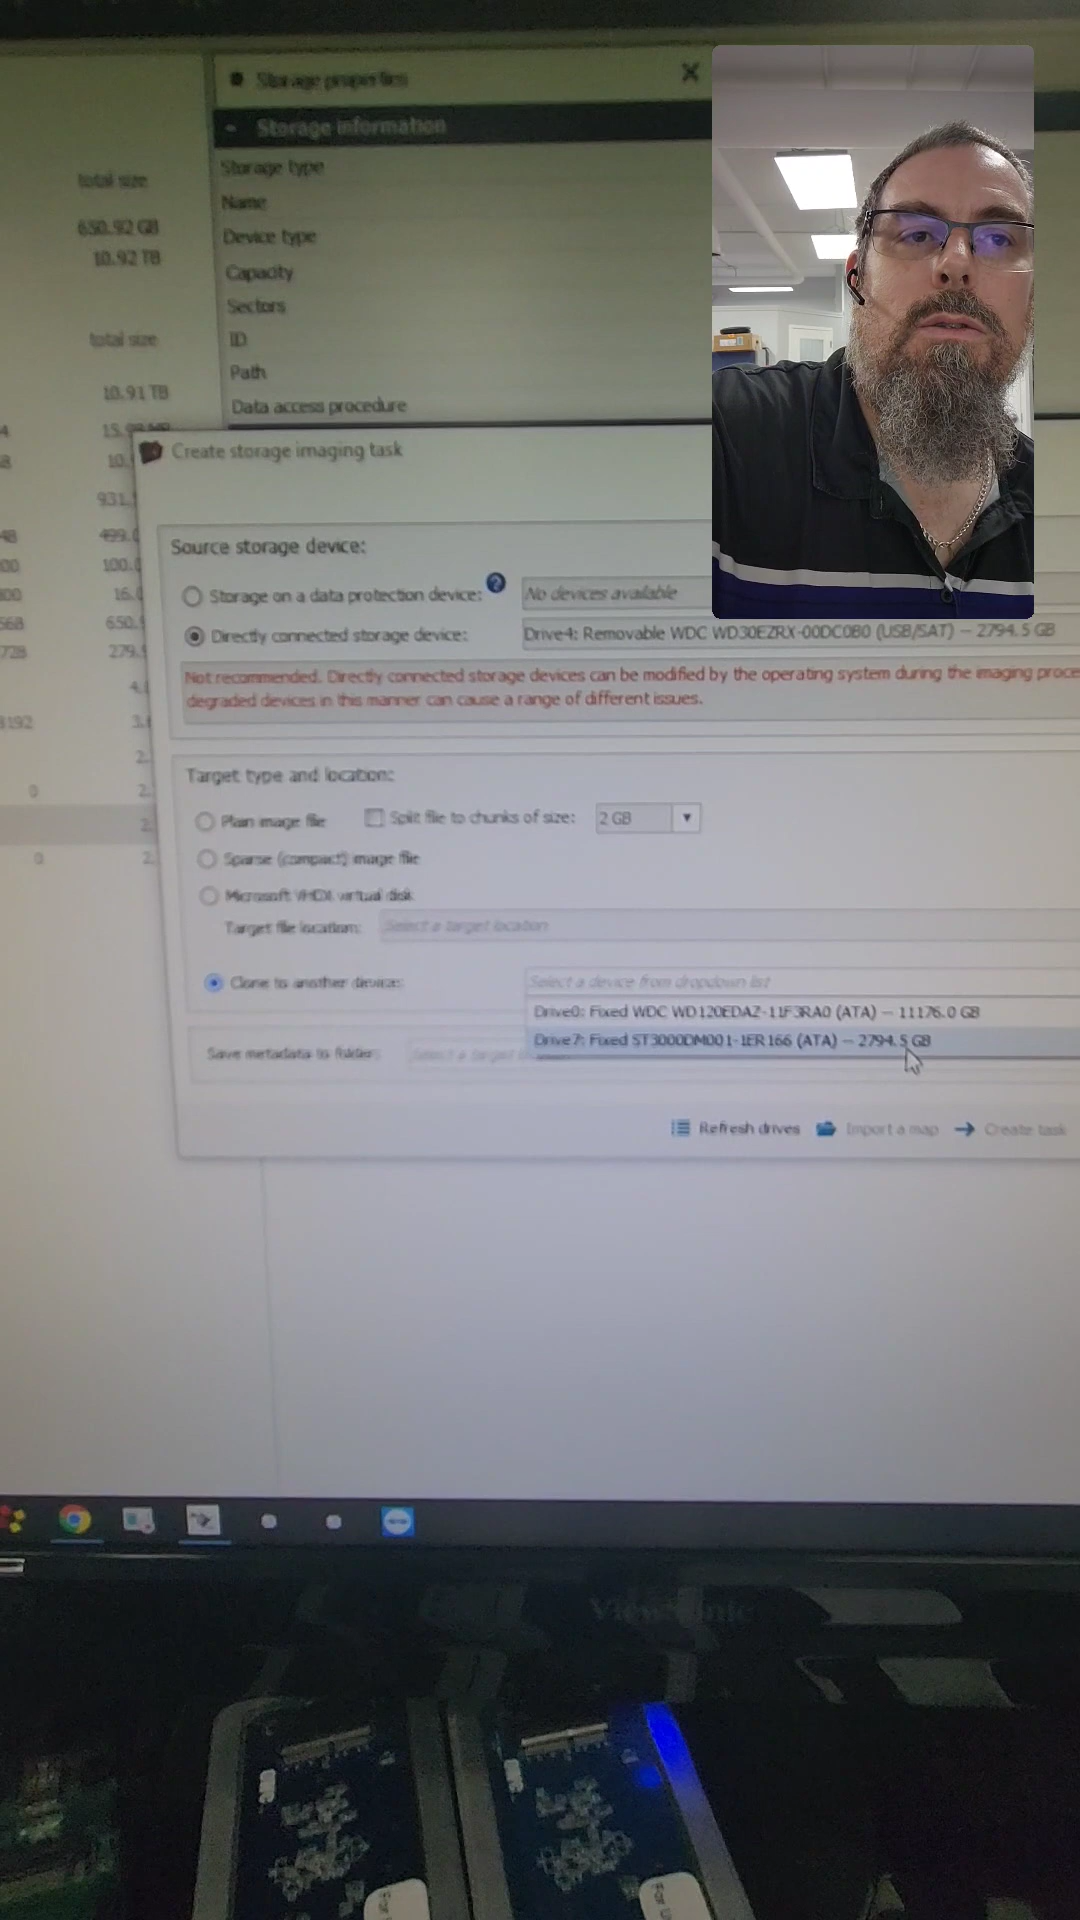 Storage properties
Storage information
Storage type
Name
Device type
Capacity
Sectors
ID
Path
Data access procedure
total size
650.92 GB
10.92 TB
total size
10.91 TB
Create storage imaging task
Source storage device:
Storage on a data protection device:
No devices available
Directly connected storage device:
Drive4: Removable WDC WD30EZRX-00DC0B0 (USB/SAT) — 2794.5 GB
Not recommended. Directly connected storage devices can be modified by the operating system during the imaging proce
degraded devices in this manner can cause a range of different issues.
Target type and location:
Plain image file
Split file to chunks of size:
2 GB
Sparse (compact) image file
Microsoft VHDX virtual disk
Target file location:
Select a target location
Clone to another device:
Select a device from dropdown list
Drive0: Fixed WDC WD120EDAZ-11F3RA0 (ATA) — 11176.0 GB
Drive7: Fixed ST3000DM001-1ER166 (ATA) — 2794.5 GB
Save metadata to folder:
Select a target
Refresh drives
Import a map
Create task
ViewSonic